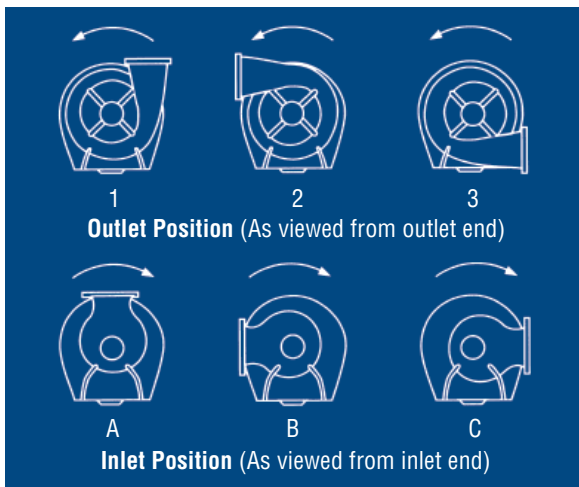 1 2 3
Outlet Position (As viewed from outlet end)
A B C
Inlet Position (As viewed from inlet end)